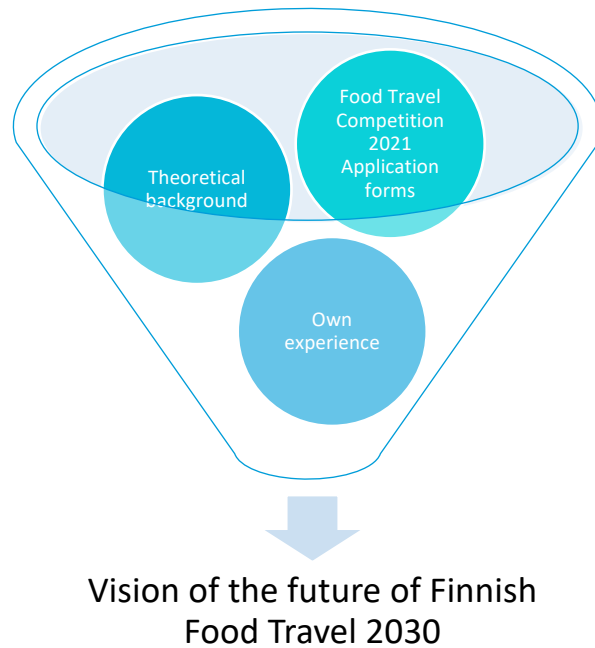 Food Travel
Competition
2021
Application
forms
Theoretical
background
Own
experience
Vision of the future of Finnish
Food Travel 2030